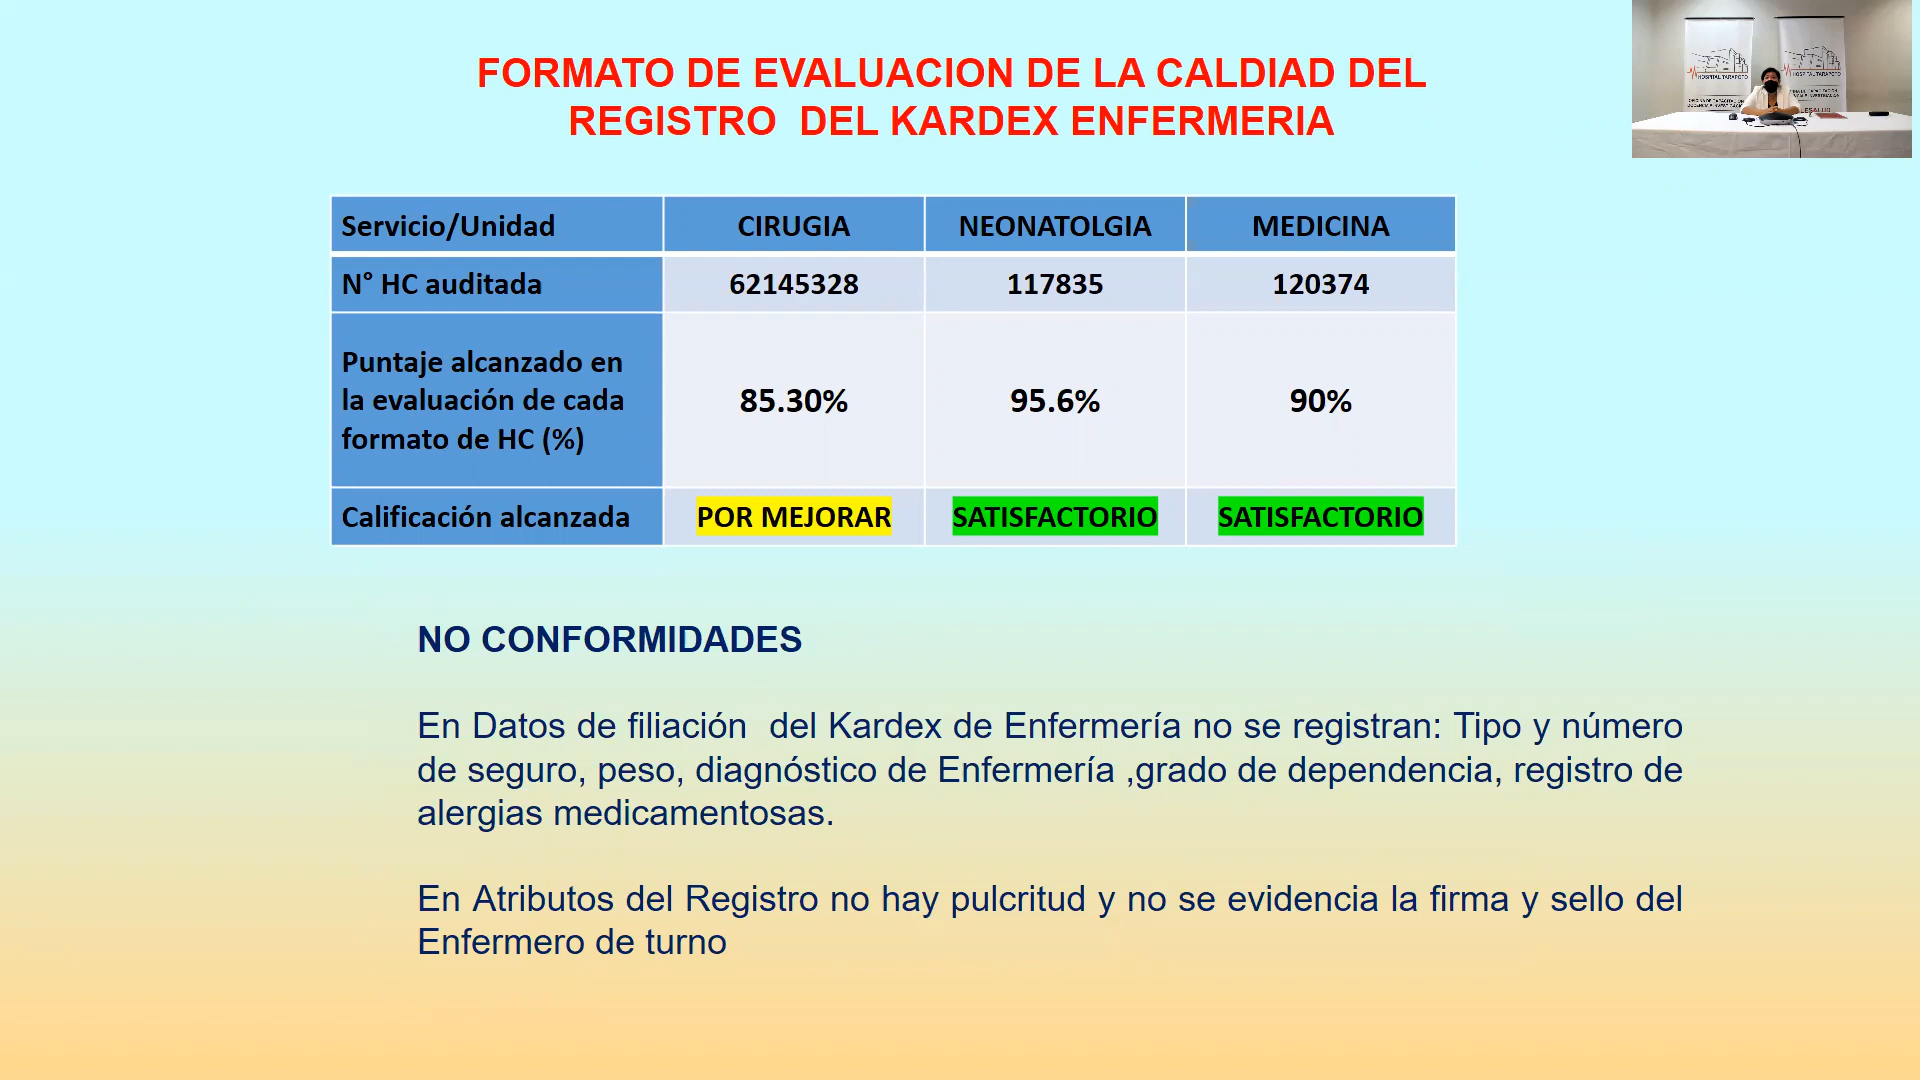 FORMATO DE EVALUACION DE LA CALDIAD DEL
REGISTRO DEL KARDEX ENFERMERIA
HOSPITAL TARAPOTO
HOSPITAL TARAPOTO
Servicio/Unidad CIRUGIA NEONATOLGIA MEDICINA
N° HC auditada 62145328 117835 120374
Puntaje alcanzado en
la evaluación de cada
formato de HC (%) 85.30% 95.6% 90%
Calificación alcanzada POR MEJORAR SATISFACTORIO SATISFACTORIO
NO CONFORMIDADES
En Datos de filiación del Kardex de Enfermería no se registran: Tipo y número
de seguro, peso, diagnóstico de Enfermería ,grado de dependencia, registro de
alergias medicamentosas.
En Atributos del Registro no hay pulcritud y no se evidencia la firma y sello del
Enfermero de turno